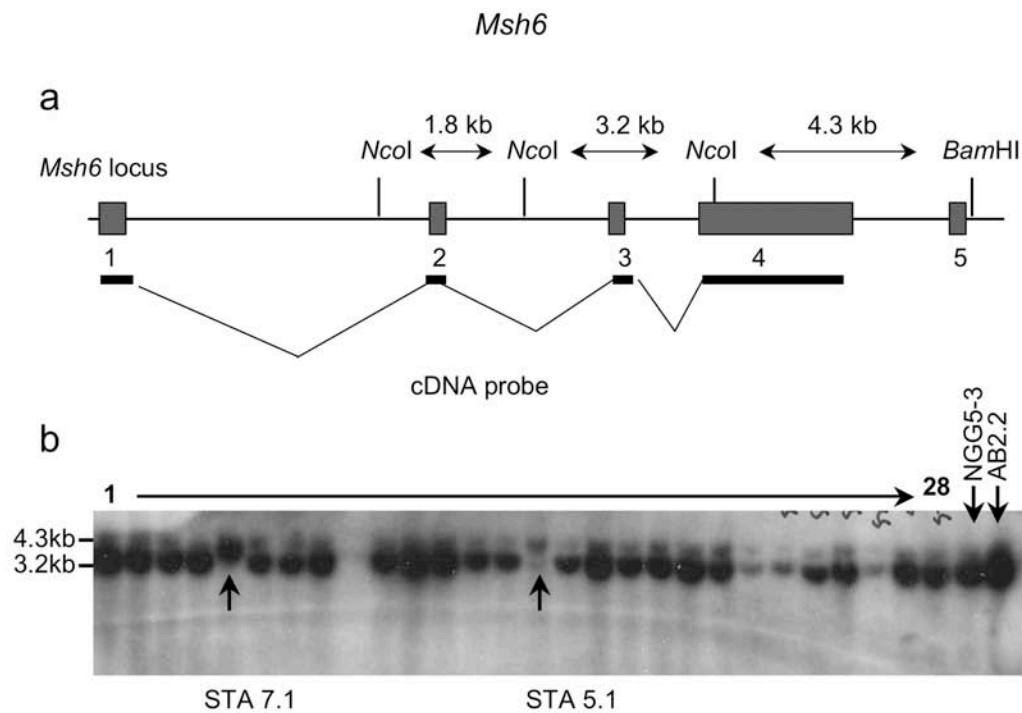 Msh6
a
1.8 kb 3.2 kb 4.3 kb
NcoI NcoI NcoI BamHI
Msh6 locus
1 2 3 4 5
cDNA probe
b
NGG5-3
AB2.2
1 28
4.3kb
3.2kb
STA 7.1 STA 5.1